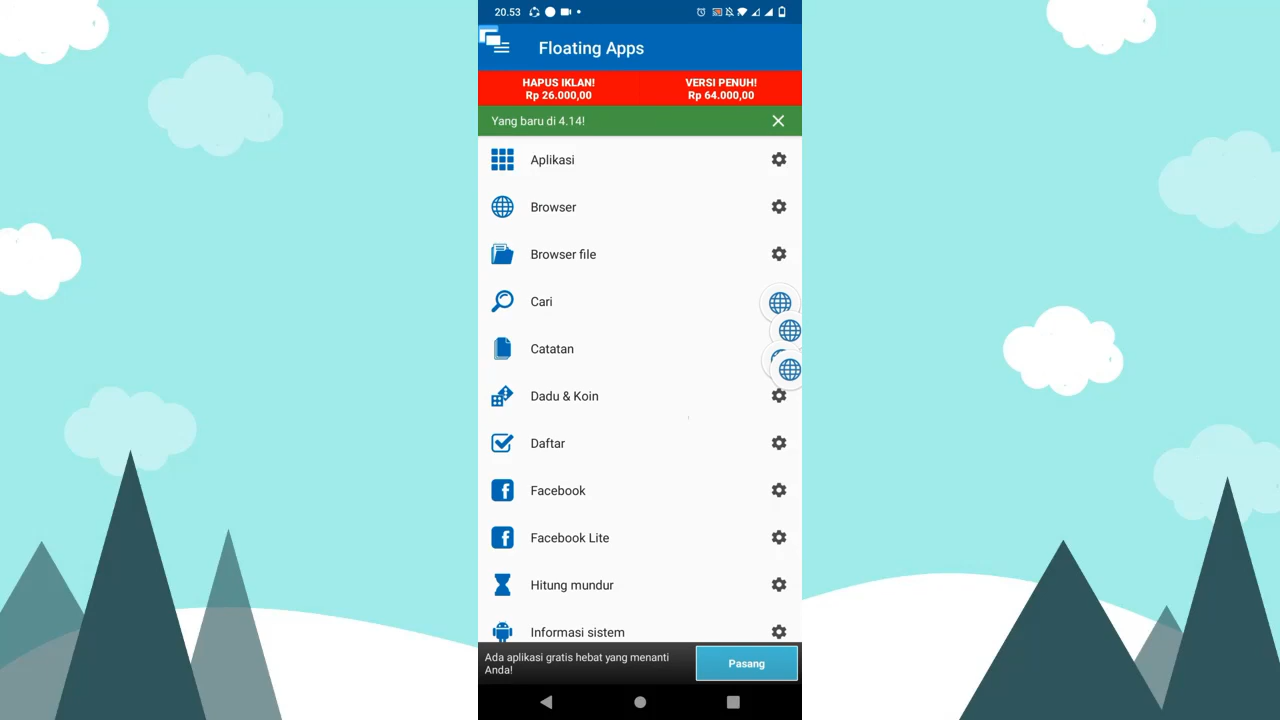 20.53
Floating Apps
HAPUS IKLAN!
Rp 26.000,00
VERSI PENUH!
Rp 64.000,00
Yang baru di 4.14!
Aplikasi
Browser
Browser file
Cari
Catatan
Dadu & Koin
Daftar
Facebook
Facebook Lite
Hitung mundur
Informasi sistem
Ada aplikasi gratis hebat yang menanti
Anda!
Pasang